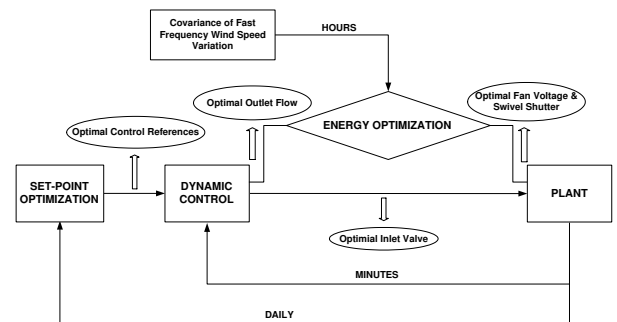 Covariance of Fast
Frequency Wind Speed
Variation
HOURS
Optimal Outlet Flow
Optimal Fan Voltage &
Swivel Shutter
Optimal Control References
ENERGY OPTIMIZATION
SET-POINT
OPTIMIZATION
DYNAMIC
CONTROL
PLANT
Optimial Inlet Valve
MINUTES
DAILY